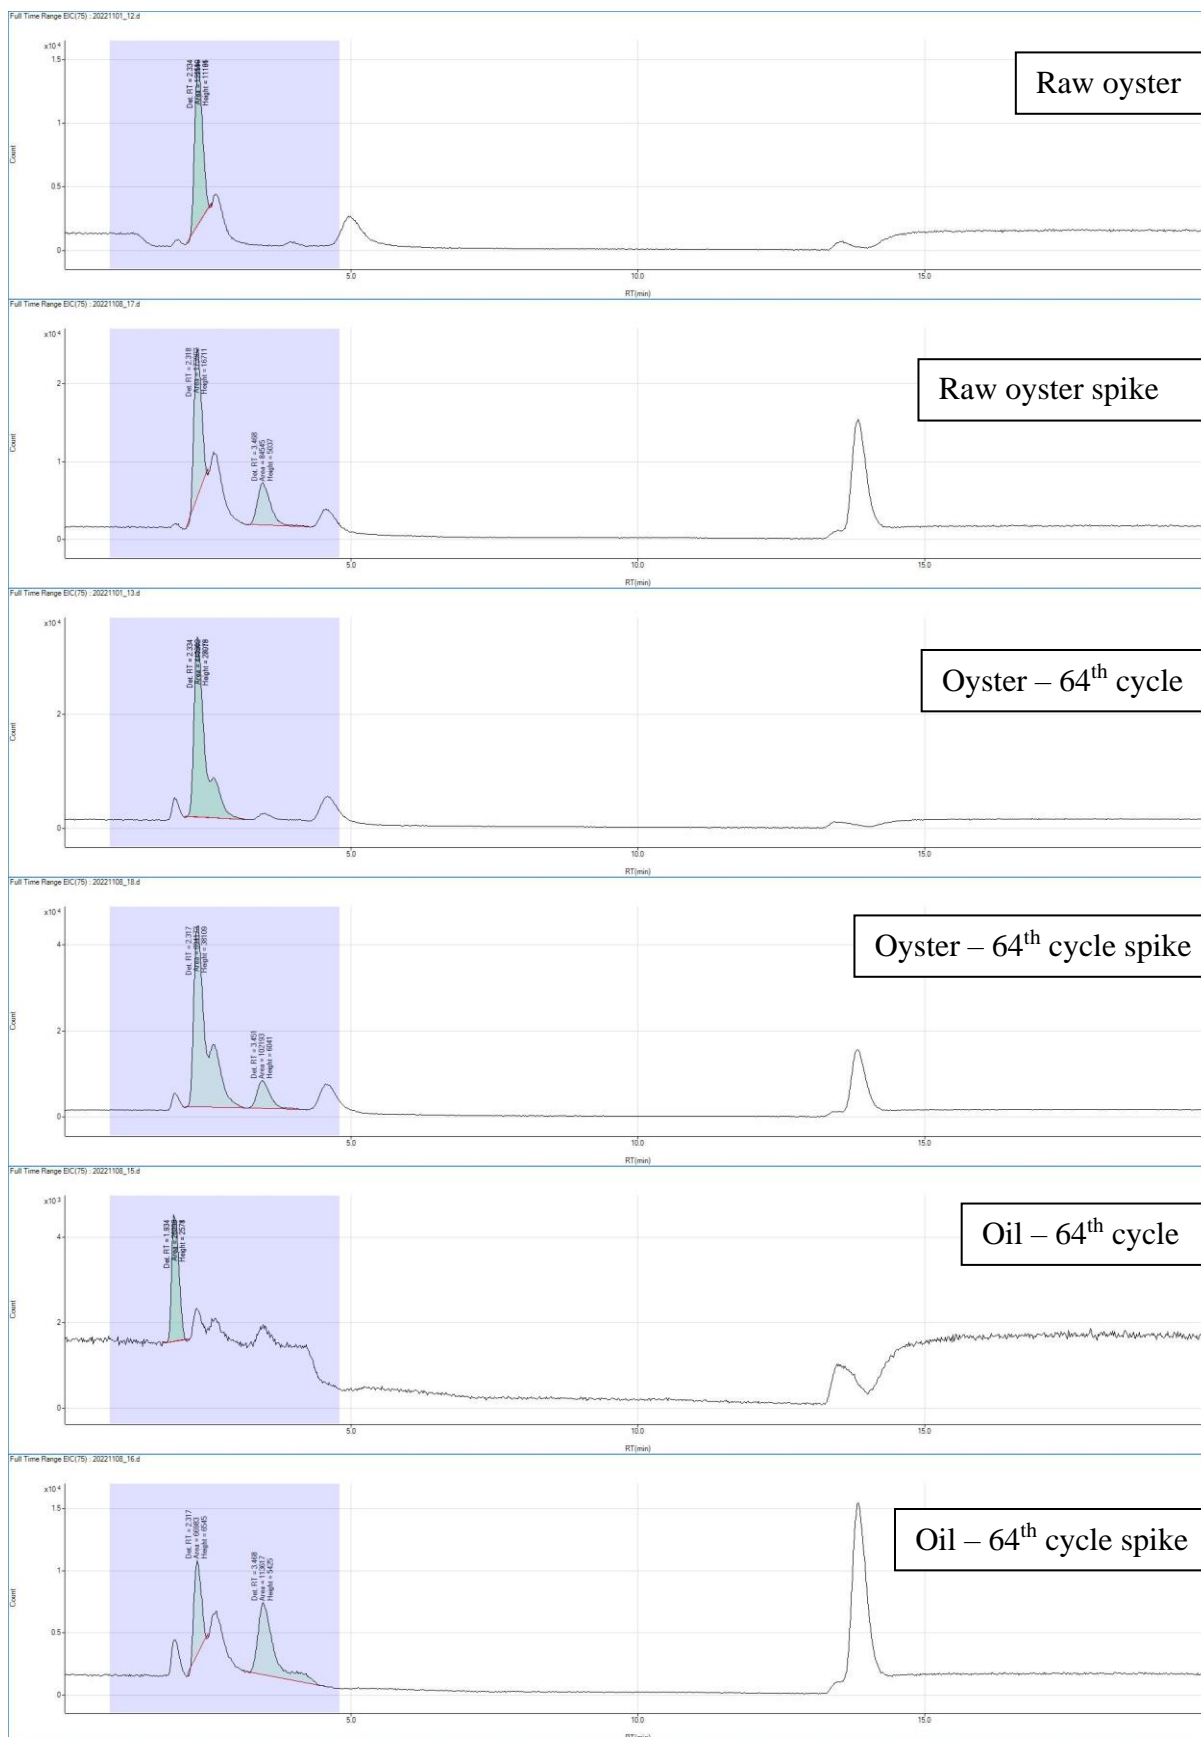 Full Time Range EIC(75) : 20221101_12.d
x10 4
Det. RT = 2.334
Height = 11186
1.5
1
0.5
0
Count
5.0
10.0
15.0
RT(min)
Raw oyster
Full Time Range EIC(75) : 20221108_17.d
x10 4
Det. RT = 2.318
Height = 16711
Det. RT = 3.468
Area = 84545
Height = 5037
2
1
0
Count
5.0
10.0
15.0
RT(min)
Raw oyster spike
Full Time Range EIC(75) : 20221101_13.d
x10 4
Det. RT = 2.334
2
0
Count
5.0
10.0
15.0
RT(min)
Oyster – 64th cycle
Full Time Range EIC(75) : 20221108_18.d
x10 4
Det. RT = 2.317
Height = 38109
Det. RT = 3.451
Area = 102193
Height = 6041
4
2
0
Count
5.0
10.0
15.0
RT(min)
Oyster – 64th cycle spike
Full Time Range EIC(75) : 20221108_15.d
x10 3
Det. RT = 1.934
4
2
0
Count
5.0
10.0
15.0
RT(min)
Oil – 64th cycle
Full Time Range EIC(75) : 20221108_16.d
x10 4
Det. RT = 2.317
Area = 66983
Height = 6545
Det. RT = 3.468
Area = 113617
Height = 5425
1.5
1
0.5
0
Count
5.0
10.0
15.0
RT(min)
Oil – 64th cycle spike